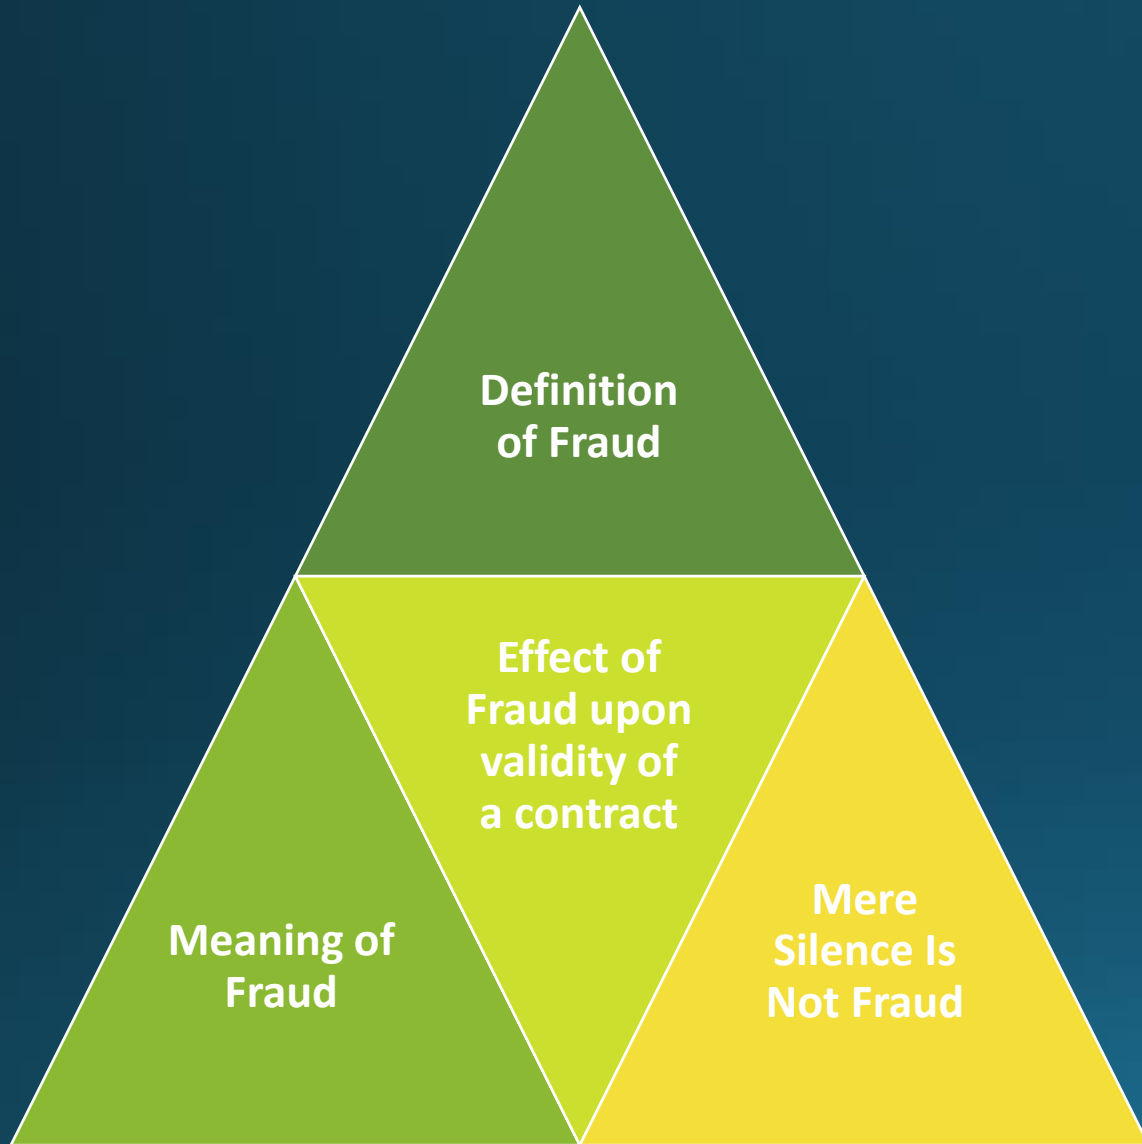 Definition
of Fraud
Effect of
Fraud upon
validity of
a contract
Meaning of
Fraud
Mere
Silence Is
Not Fraud